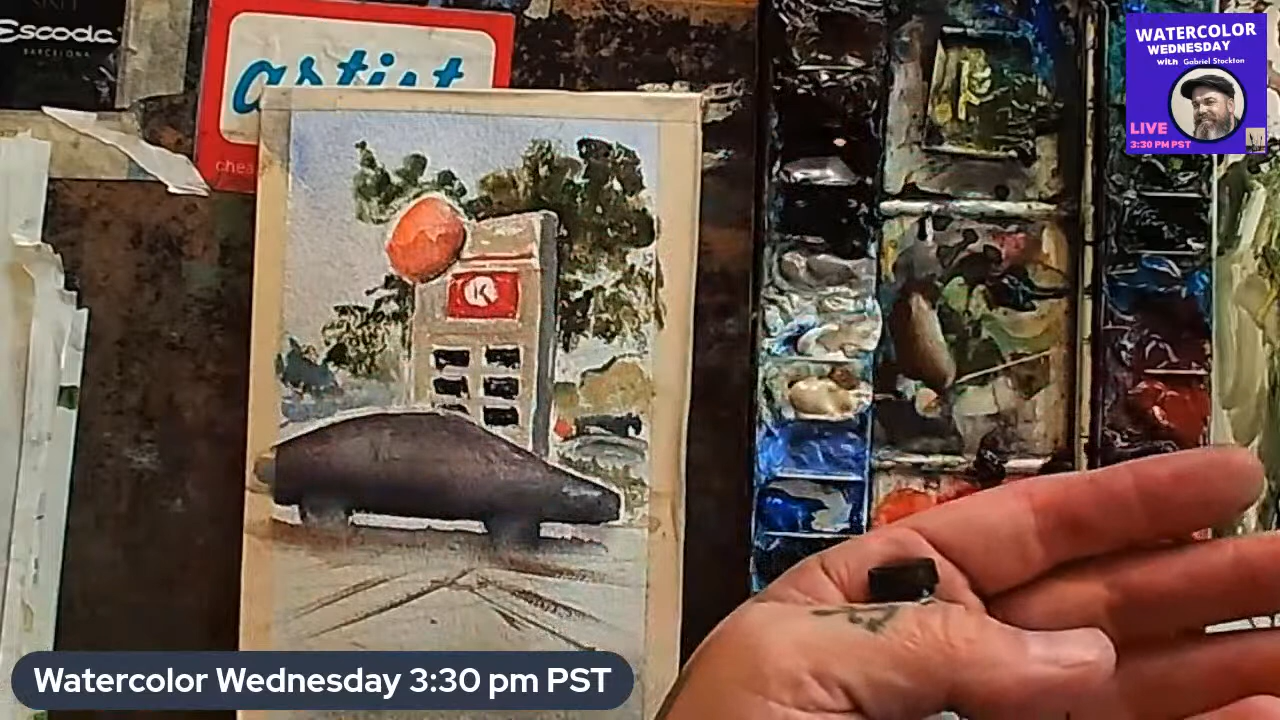 Escoda
BARCELONA
artist
chea
K
WATERCOLOR
WEDNESDAY
with Gabriel Stockton
LIVE
3:30 PM PST
Watercolor Wednesday 3:30 pm PST